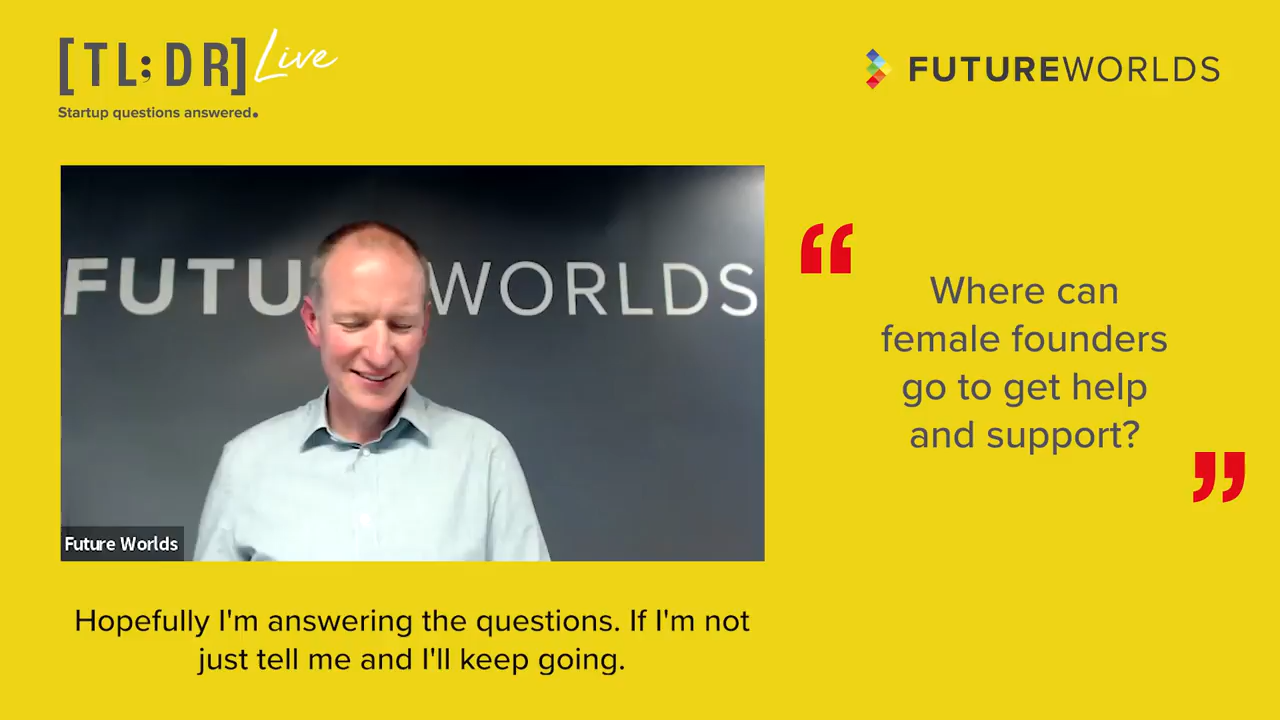 [TL;DR] Live
Startup questions answered.
FUTUREWORLDS
FUTUREWORLDS
“
Where can
female founders
go to get help
and support?
”
Future Worlds
Hopefully I'm answering the questions. If I'm not
just tell me and I'll keep going.